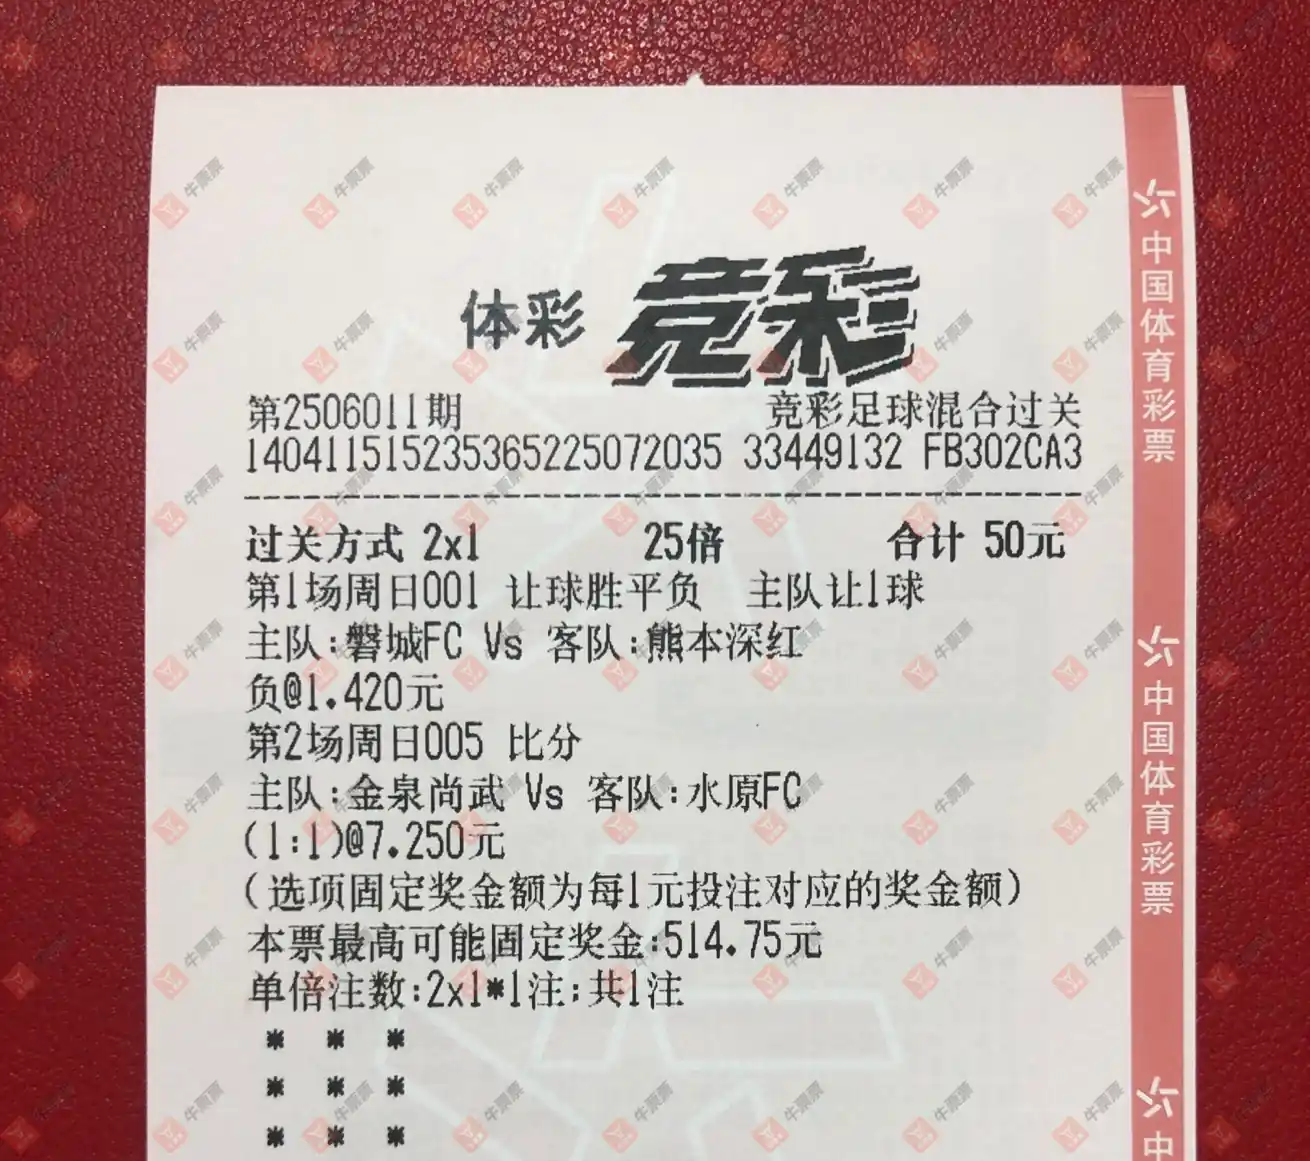 体彩 竞彩
第2506011期 竞彩足球混合过关
140411515235365225072035 33449132 FB302CA3
过关方式 2x1 25倍 合计 50元
第1场周日001 让球胜平负 主队让1球
主队:磐城FC Vs 客队:熊本深红
负@1.420元
第2场周日005 比分
主队:金泉尚武 Vs 客队:水原FC
(1:1)@7.250元
(选项固定奖金额为每1元投注对应的奖金额)
本票最高可能固定奖金:514.75元
单倍注数:2x1*1注;共1注
* * *
* * *
* * *
中国体育彩票
中国体育彩票
中
牛票票